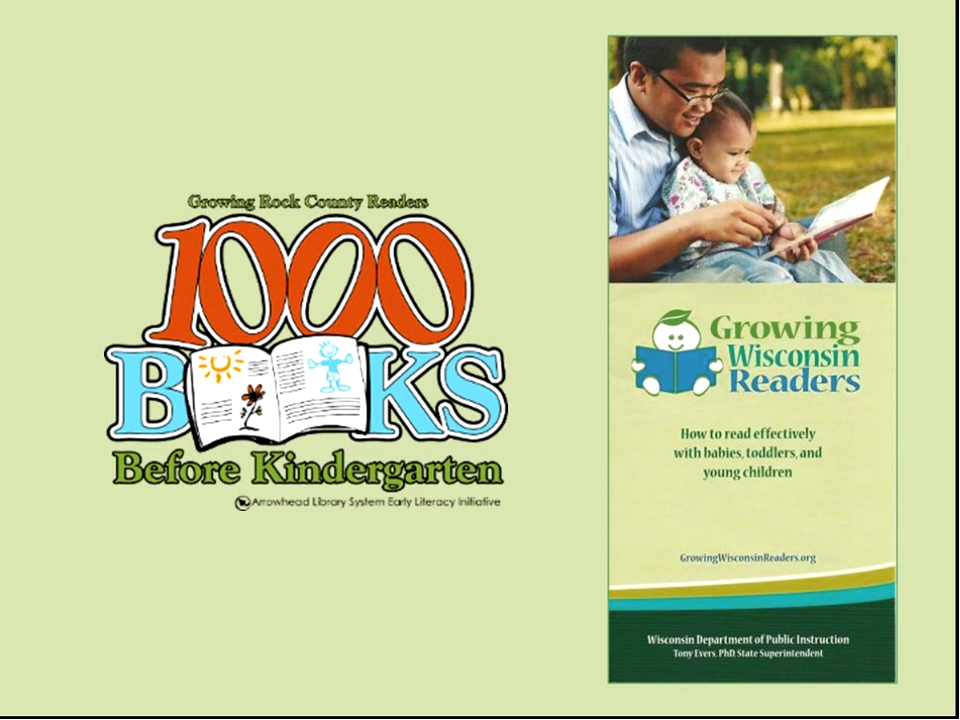 Growing Rock County Readers
1000
BOOKS
Before Kindergarten
Arrowhead Library System Early Literacy Initiative
Growing
Wisconsin
Readers
How to read effectively
with babies, toddlers, and
young children
GrowingWisconsinReaders.org
Wisconsin Department of Public Instruction
Tony Evers, PhD, State Superintendent